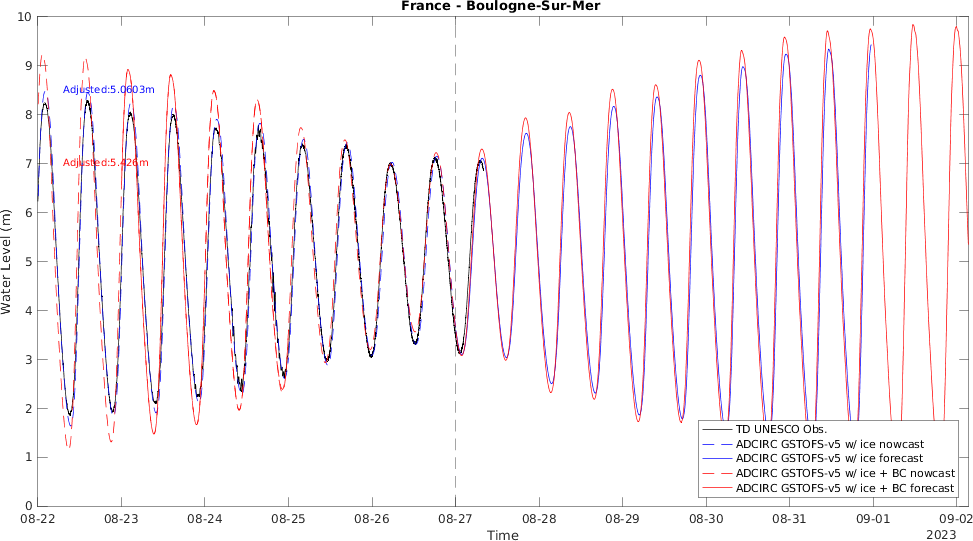 France - Boulogne-Sur-Mer
10
9
8
7
6
5
4
3
2
1
0
Water Level (m)
Adjusted:5.0603m
Adjusted:5.426m
TD UNESCO Obs.
ADCIRC GSTOFS-v5 w/ ice nowcast
ADCIRC GSTOFS-v5 w/ ice forecast
ADCIRC GSTOFS-v5 w/ ice + BC nowcast
ADCIRC GSTOFS-v5 w/ ice + BC forecast
08-22 08-23 08-24 08-25 08-26 08-27 08-28 08-29 08-30 08-31 09-01 09-02
Time
2023